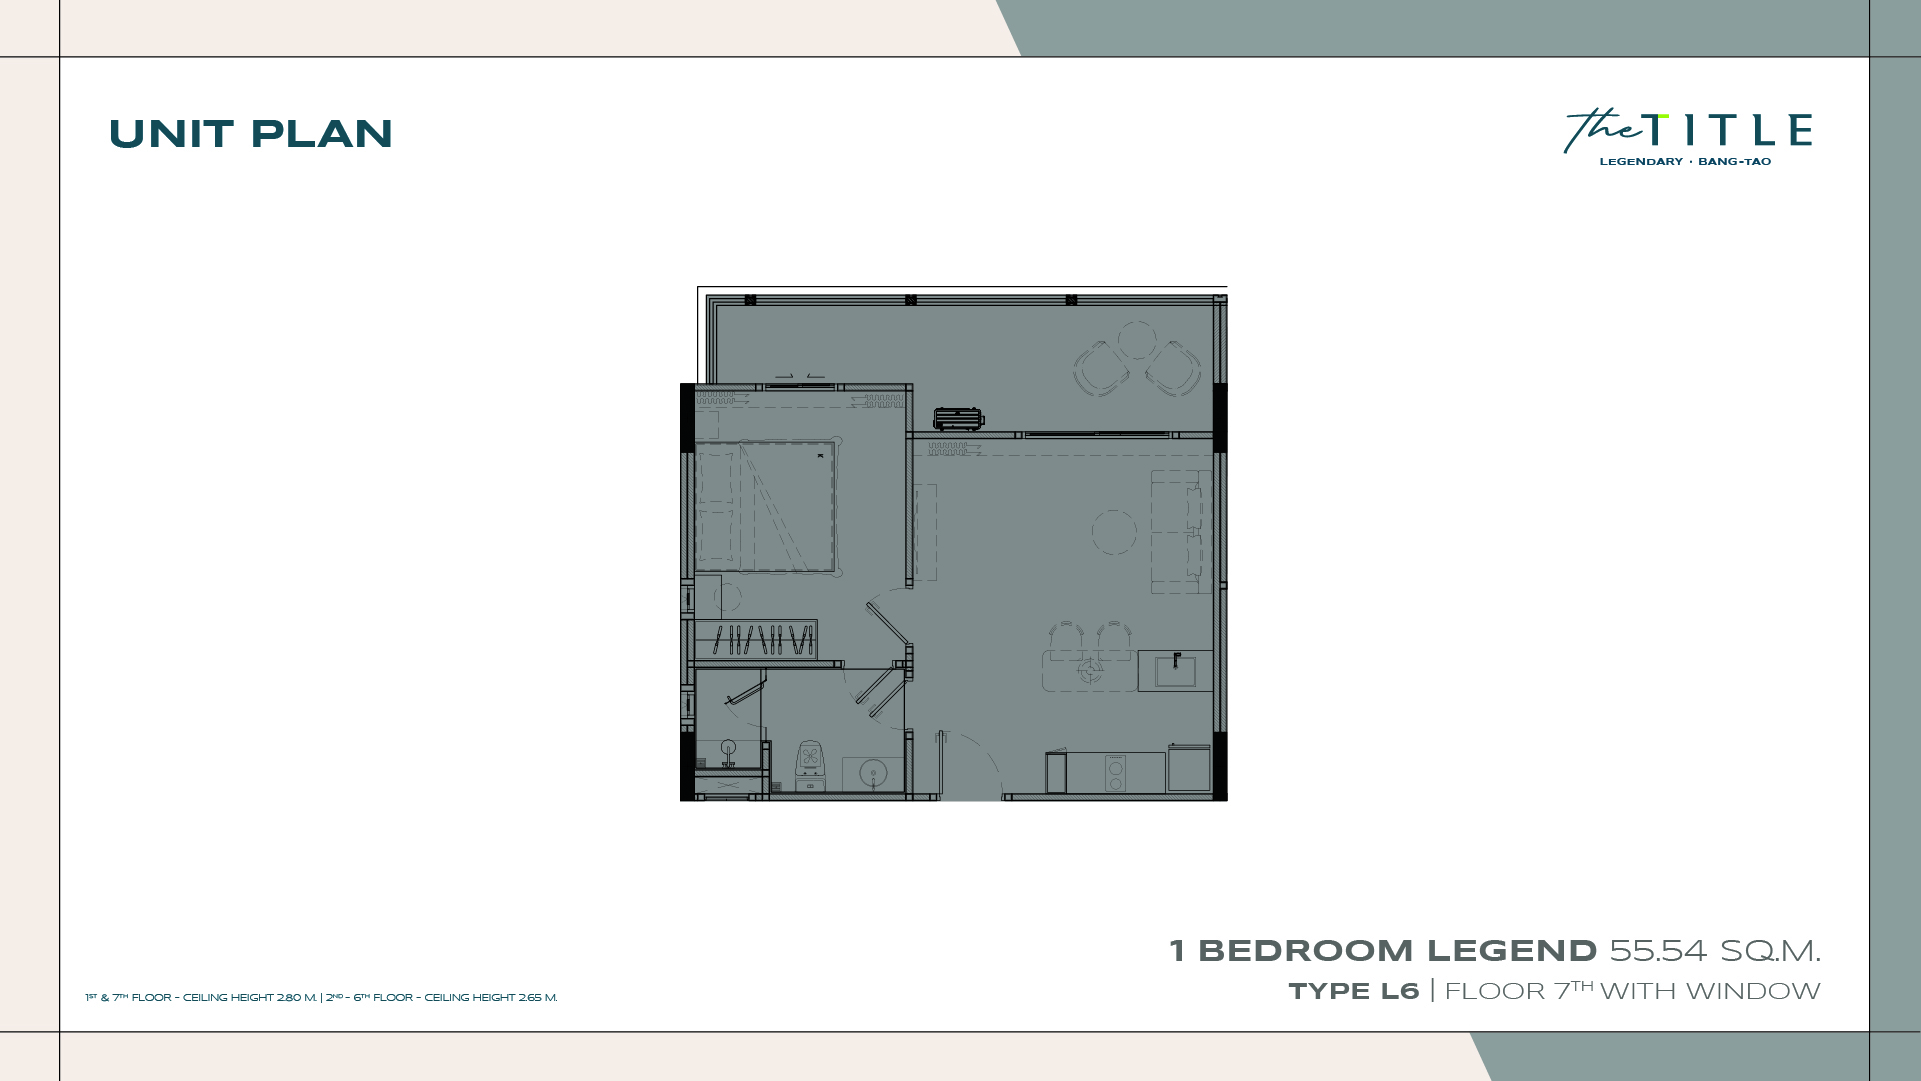 UNIT PLAN
the TITLE
LEGENDARY · BANG-TAO
1 BEDROOM LEGEND 55.54 SQ.M.
TYPE L6 | FLOOR 7TH WITH WINDOW
1ST & 7TH FLOOR - CEILING HEIGHT 2.80 M. | 2ND - 6TH FLOOR - CEILING HEIGHT 2.65 M.